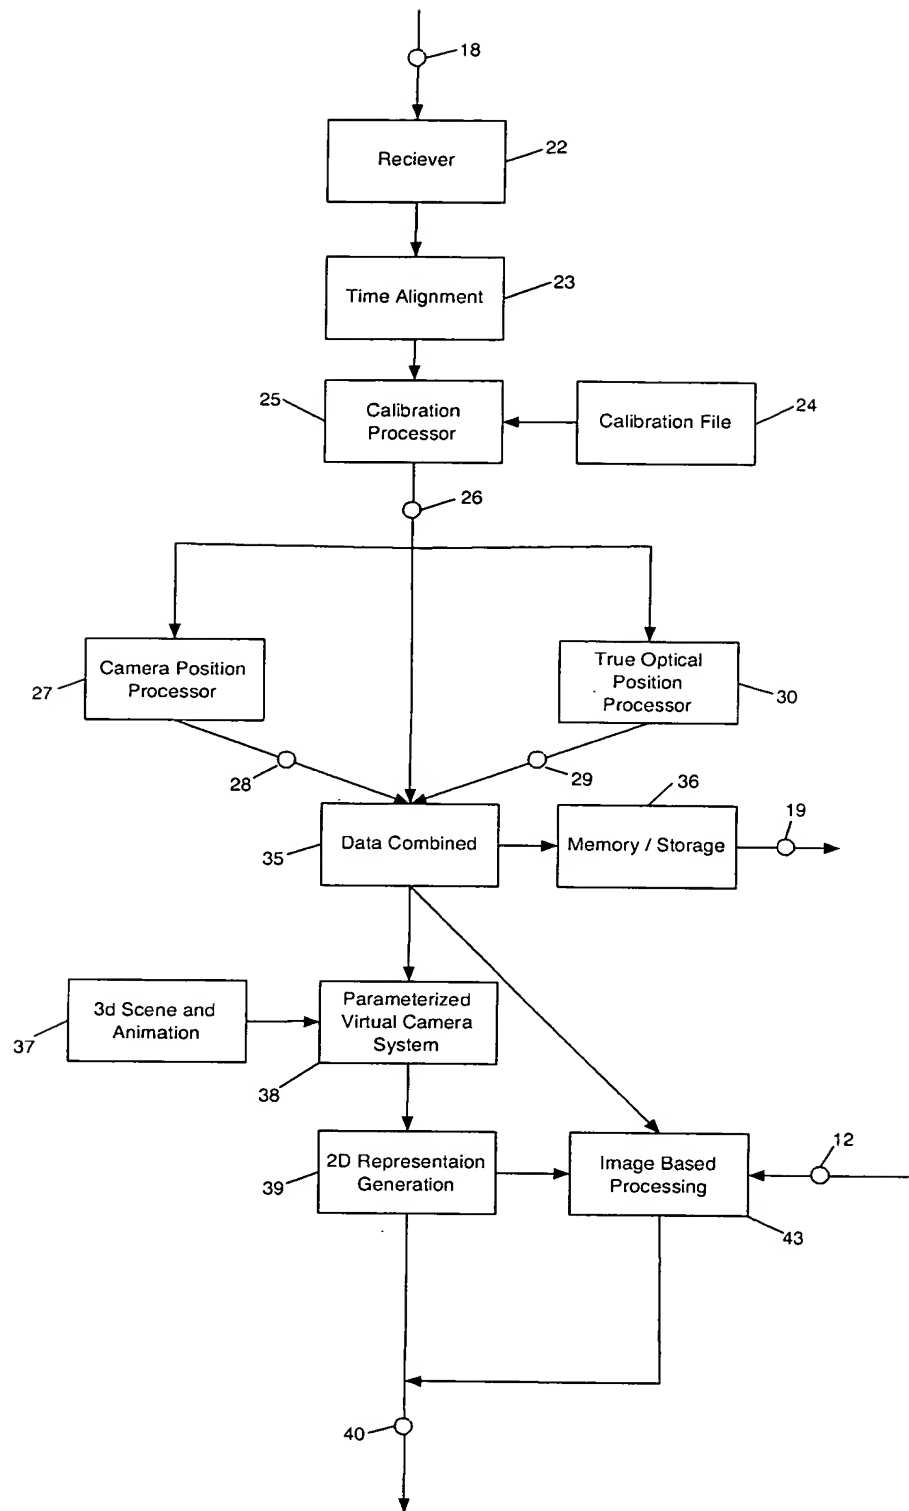 18
Reciever
22
Time Alignment
23
25
Calibration
Processor
Calibration File
24
26
Camera Position
Processor
27
True Optical
Position
Processor
30
28
29
36
19
Data Combined
35
Memory / Storage
3d Scene and
Animation
37
Parameterized
Virtual Camera
System
38
2D Representaion
Generation
39
Image Based
Processing
12
43
40